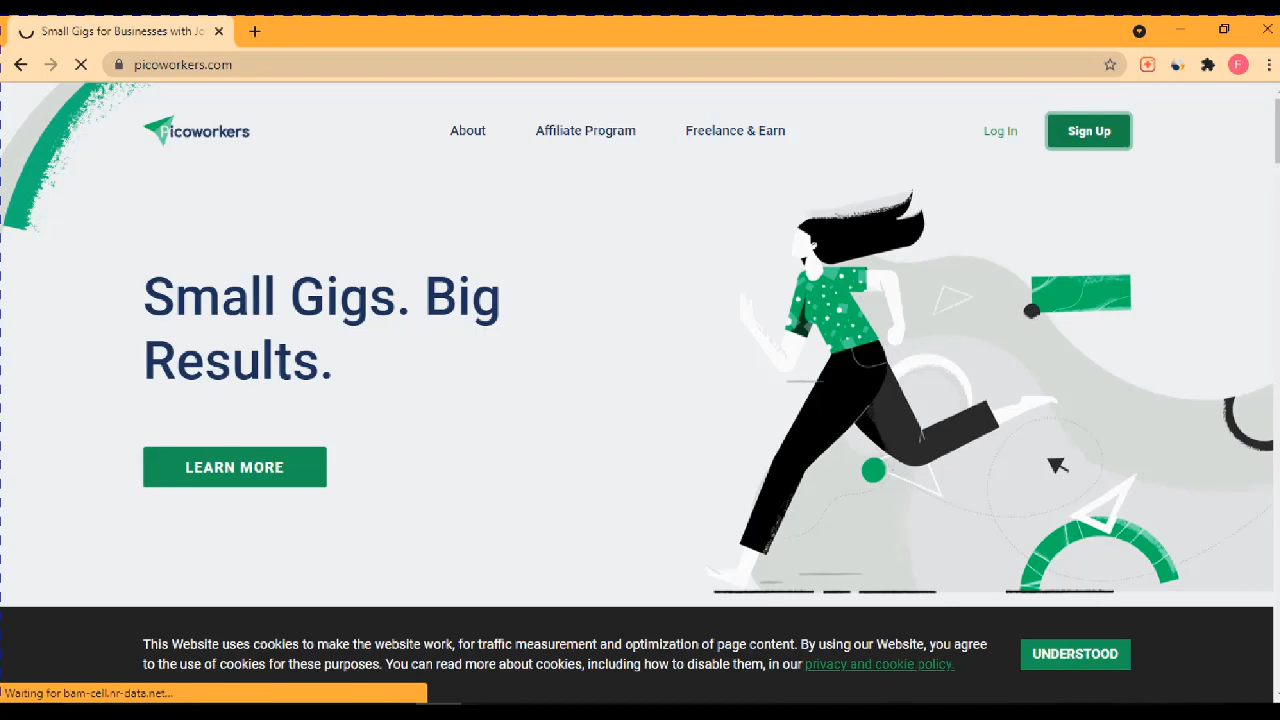 Small Gigs for Businesses with Jo
picoworkers.com
F
Picoworkers
About
Affiliate Program
Freelance & Earn
Log In
Sign Up
Small Gigs. Big
Results.
LEARN MORE
This Website uses cookies to make the website work, for traffic measurement and optimization of page content. By using our Website, you agree
to the use of cookies for these purposes. You can read more about cookies, including how to disable them, in our privacy and cookie policy.
UNDERSTOOD
Waiting for bam-cell.nr-data.net...